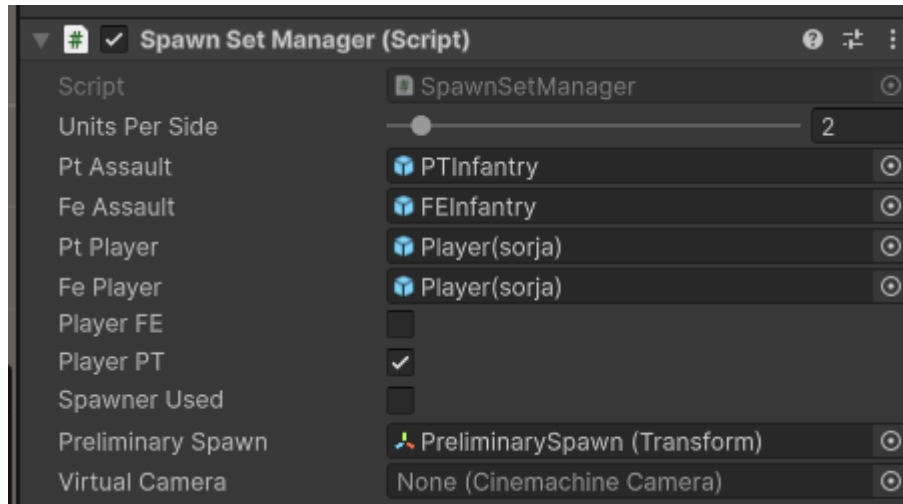 Spawn Set Manager (Script)
Script SpawnSetManager
Units Per Side 2
Pt Assault PTInfantry
Fe Assault FEInfantry
Pt Player Player(sorja)
Fe Player Player(sorja)
Player FE
Player PT
Spawner Used
Preliminary Spawn PreliminarySpawn (Transform)
Virtual Camera None (Cinemachine Camera)